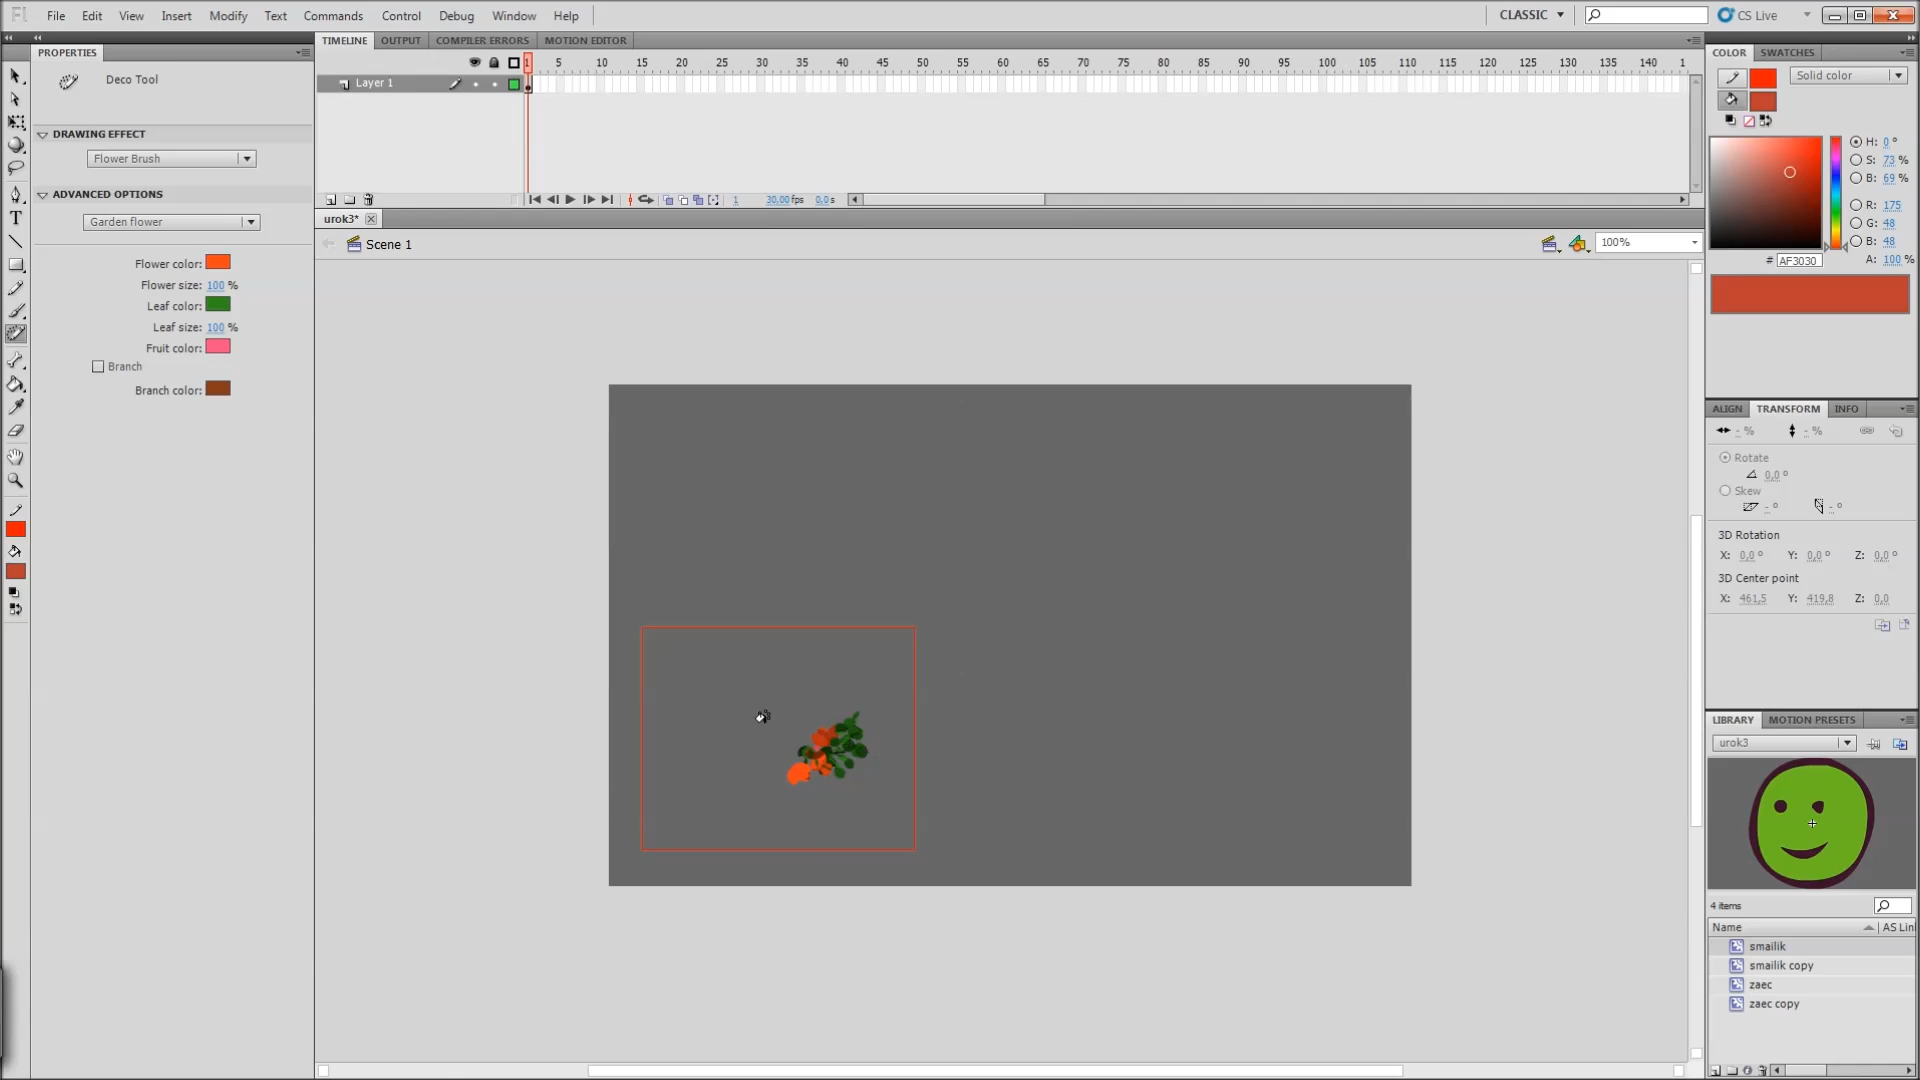 Fl File Edit View Insert Modify Text Commands Control Debug Window Help CLASSIC CS Live
PROPERTIES
Deco Tool
DRAWING EFFECT
Flower Brush
ADVANCED OPTIONS
Garden flower
Flower color:
Flower size: 100 %
Leaf color:
Leaf size: 100 %
Fruit color:
Branch
Branch color:
TIMELINE OUTPUT COMPILER ERRORS MOTION EDITOR
1 5 10 15 20 25 30 35 40 45 50 55 60 65 70 75 80 85 90 95 100 105 110 115 120 125 130 135 140 1
Layer 1
1 30,00 fps 0,0 s
urok3*
Scene 1
100%
COLOR SWATCHES
Solid color
H: 0 °
S: 73 %
B: 69 %
R: 175
G: 48
B: 48
# AF3030 A: 100 %
ALIGN TRANSFORM INFO
- % - %
Rotate
0,0 °
Skew
- ° - °
3D Rotation
X: 0,0 ° Y: 0,0 ° Z: 0,0 °
3D Center point
X: 461,5 Y: 419,8 Z: 0,0
LIBRARY MOTION PRESETS
urok3
4 items
Name AS Lin
smailik
smailik copy
zaec
zaec copy